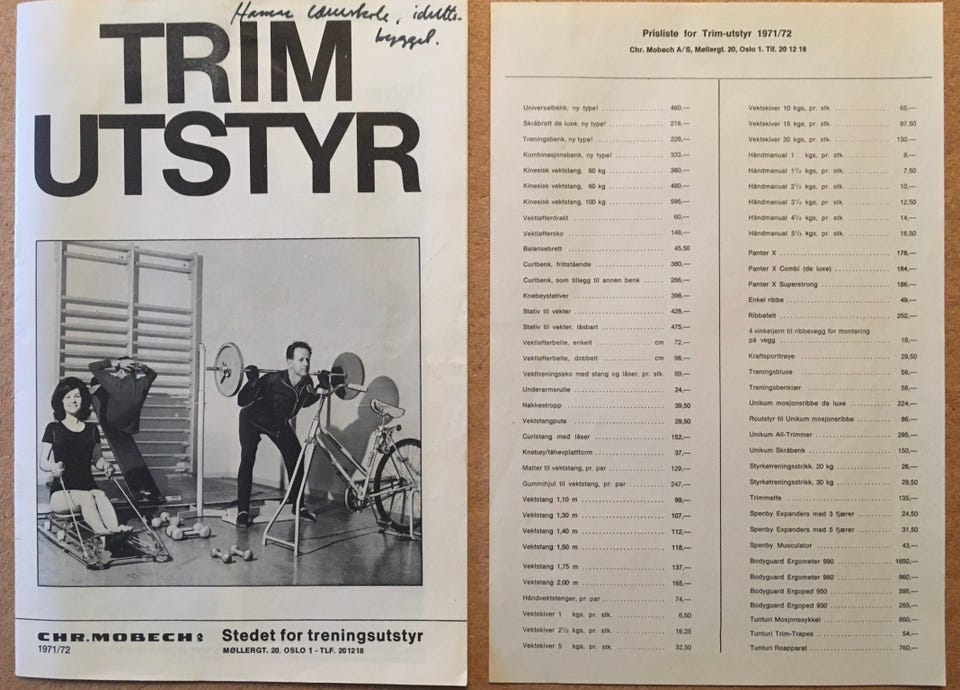 Hamar lærerskole, idretts-
bygget.
TRIM
UTSTYR
CHR. MOBECH A/S
1971/72
Stedet for treningsutstyr
MØLLERGT. 20, OSLO 1 - TLF. 20 12 18
Prisliste for Trim-utstyr 1971/72
Chr. Mobech A/S, Møllergt. 20, Oslo 1. Tlf. 20 12 18
Universalbenk, ny type! 460,—
Skråbrett de luxe, ny type! 218,—
Treningsbenk, ny type! 228,—
Kombinasjonsbenk, ny type! 333,—
Kinesisk vektstang, 60 kg 380,—
Kinesisk vektstang, 80 kg 480,—
Kinesisk vektstang, 100 kg 595,—
Vektløfterdrakt 60,—
Vektløftersko 148,—
Balansebrett 45,50
Curlbenk, frittstående 380,—
Curlbenk, som tillegg til annen benk 266,—
Knebøystativer 398,—
Stativ til vekter 428,—
Stativ til vekter, låsbart 475,—
Vektløfterbelte, enkelt cm 72,—
Vektløfterbelte, dobbelt cm 98,—
Vekttreningssko med stang og låser, pr. stk. 69,—
Underarmsrulle 24,—
Nakkestropp 39,50
Vektstangpute 29,50
Curlstang med låser 152,—
Knebøy/tåhevplattform 37,—
Matter til vektstang, pr. par 129,—
Gummihjul til vektstang, pr. par 247,—
Vektstang 1,10 m 99,—
Vektstang 1,30 m 107,—
Vektstang 1,40 m 112,—
Vektstang 1,50 m 118,—
Vektstang 1,75 m 137,—
Vektstang 2,00 m 165,—
Håndvektstenger, pr. par 74,—
Vektskiver 1 kgs, pr. stk. 6,50
Vektskiver 2½ kgs, pr. stk. 16,25
Vektskiver 5 kgs, pr. stk. 32,50
Vektskiver 10 kgs, pr. stk. 65,—
Vektskiver 15 kgs, pr. stk. 97,50
Vektskiver 20 kgs, pr. stk. 130,—
Håndmanual 1 kgs, pr. stk. 9,—
Håndmanual 1½ kgs, pr. stk. 7,50
Håndmanual 2½ kgs, pr. stk. 10,—
Håndmanual 3½ kgs, pr. stk. 12,50
Håndmanual 4½ kgs, pr. stk. 14,—
Håndmanual 5½ kgs, pr. stk. 16,50
Panter X 178,—
Panter X Combi (de luxe) 184,—
Panter X Superstrong 186,—
Enkel ribbe 49,—
Ribbefelt 252,—
4 vinkeljern til ribbevegg for montering
på vegg 18,—
Kraftsporttrøye 29,50
Treningsbluse 58,—
Treningsbenklær 58,—
Unikum mosjonsribbe de luxe 224,—
Routstyr til Unikum mosjonsribbe 86,—
Unikum All-Trimmer 295,—
Unikum Skråbenk 150,—
Styrketreningsstrikk, 20 kg 26,—
Styrketreningsstrikk, 30 kg 29,50
Trimmatte 135,—
Spenby Expanders med 3 fjærer 24,50
Spenby Expanders med 5 fjærer 31,50
Spenby Musculator 43,—
Bodyguard Ergometer 990 1650,—
Bodyguard Ergometer 980 960,—
Bodyguard Ergoped 950 595,—
Bodyguard Ergoped 930 265,—
Tunturi Mosjonssykkel 660,—
Tunturi Trim-Trapes 54,—
Tunturi Roapparat 760,—